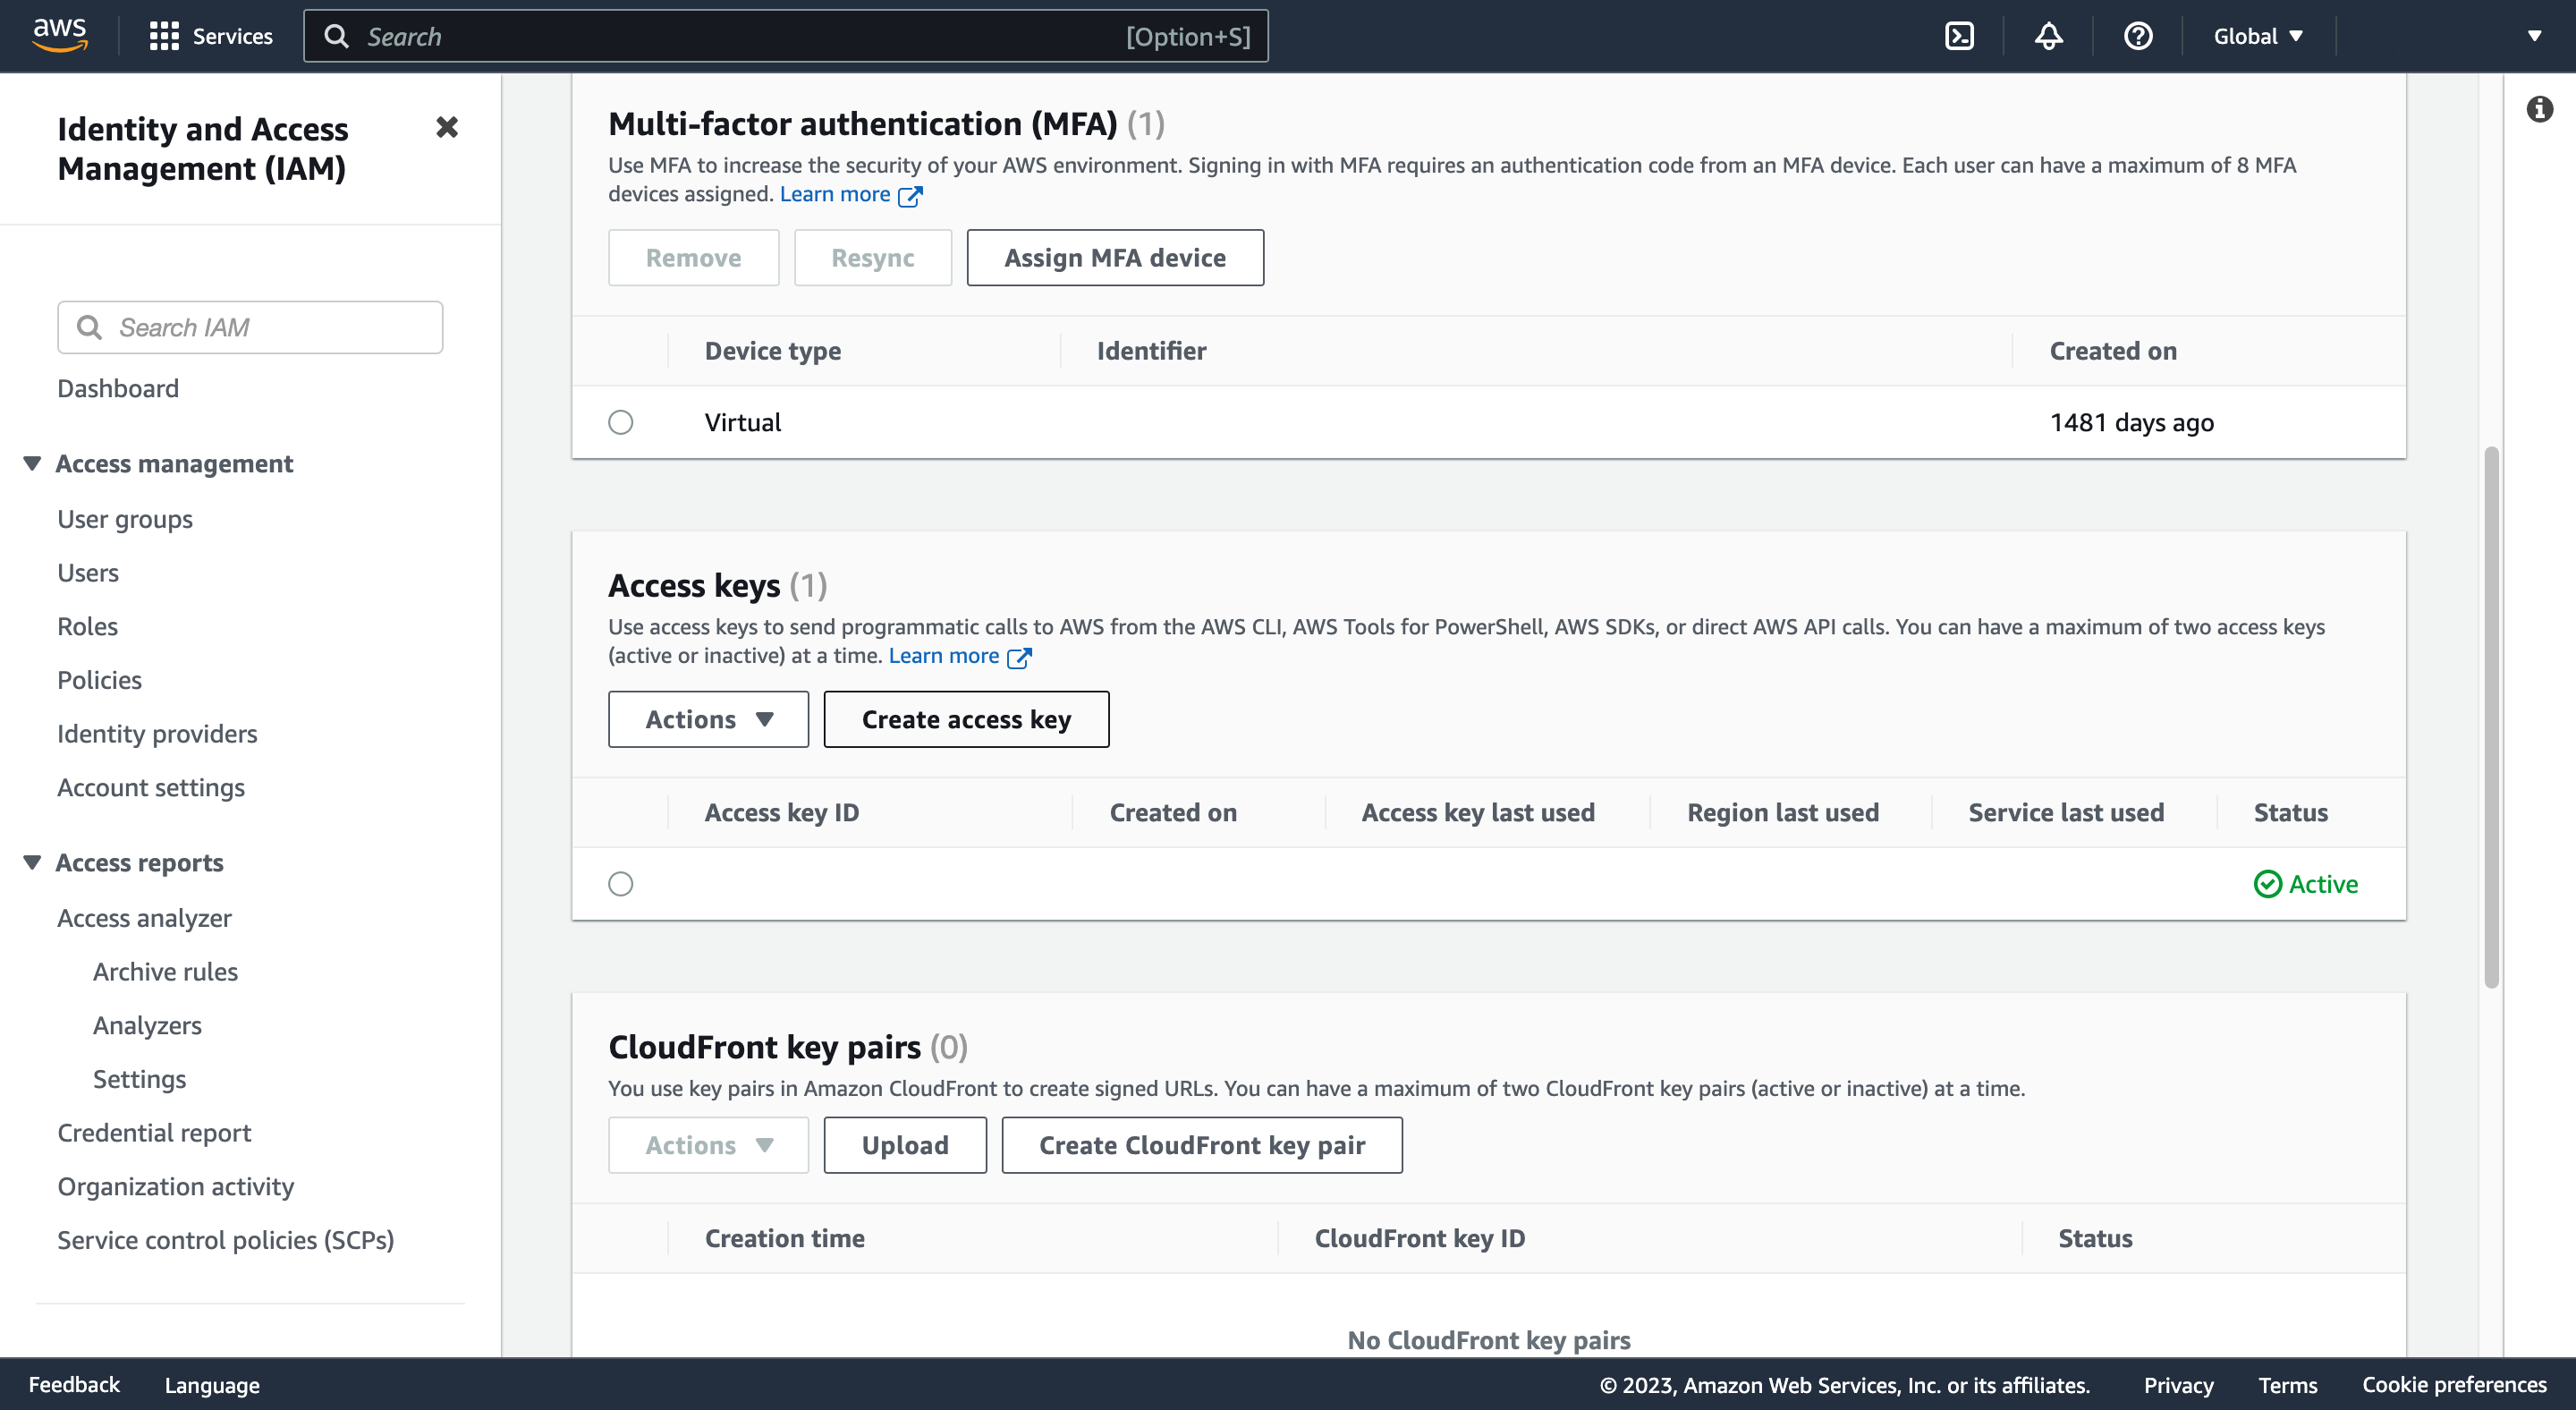 aws
Services
Search
[Option+S]
Global
Identity and Access
Management (IAM)
Search IAM
Dashboard
Access management
User groups
Users
Roles
Policies
Identity providers
Account settings
Access reports
Access analyzer
Archive rules
Analyzers
Settings
Credential report
Organization activity
Service control policies (SCPs)
Multi-factor authentication (MFA) (1)
Use MFA to increase the security of your AWS environment. Signing in with MFA requires an authentication code from an MFA device. Each user can have a maximum of 8 MFA
devices assigned. Learn more
Remove
Resync
Assign MFA device
Device type
Identifier
Created on
Virtual
1481 days ago
Access keys (1)
Use access keys to send programmatic calls to AWS from the AWS CLI, AWS Tools for PowerShell, AWS SDKs, or direct AWS API calls. You can have a maximum of two access keys
(active or inactive) at a time. Learn more
Actions
Create access key
Access key ID
Created on
Access key last used
Region last used
Service last used
Status
Active
CloudFront key pairs (0)
You use key pairs in Amazon CloudFront to create signed URLs. You can have a maximum of two CloudFront key pairs (active or inactive) at a time.
Actions
Upload
Create CloudFront key pair
Creation time
CloudFront key ID
Status
No CloudFront key pairs
Feedback
Language
© 2023, Amazon Web Services, Inc. or its affiliates.
Privacy
Terms
Cookie preferences